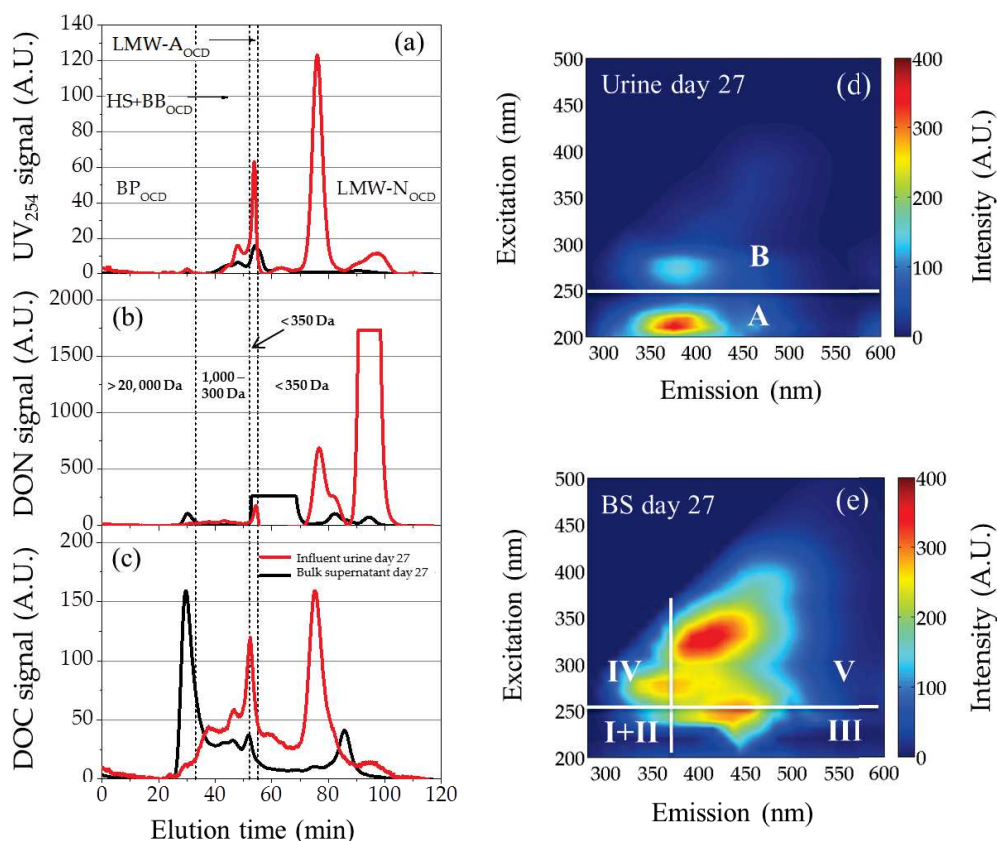 (a)
UV254 signal (A.U.)
140
120
100
80
60
40
20
0
LMW-AOCD
HS+BBOCD
BPOCD
LMW-NOCD
(b)
DON signal (A.U.)
2000
1750
1500
1000
500
250
0
<350 Da
>20,000 Da
1,000–
300 Da
<350 Da
(c)
DOC signal (A.U.)
200
150
100
50
0
Influent urine day 27
Bulk supernatant day 27
0 20 40 60 80 100 120
Elution time (min)
Urine day 27
(d)
Excitation (nm)
500
400
300
250
200
B
A
300 350 400 450 500 550 600
Emission (nm)
400
300
200
100
0
Intensity (A.U.)
BS day 27
(e)
Excitation (nm)
500
400
300
250
200
IV
V
I+II
III
300 350 400 450 500 550 600
Emission (nm)
400
300
200
100
0
Intensity (A.U.)